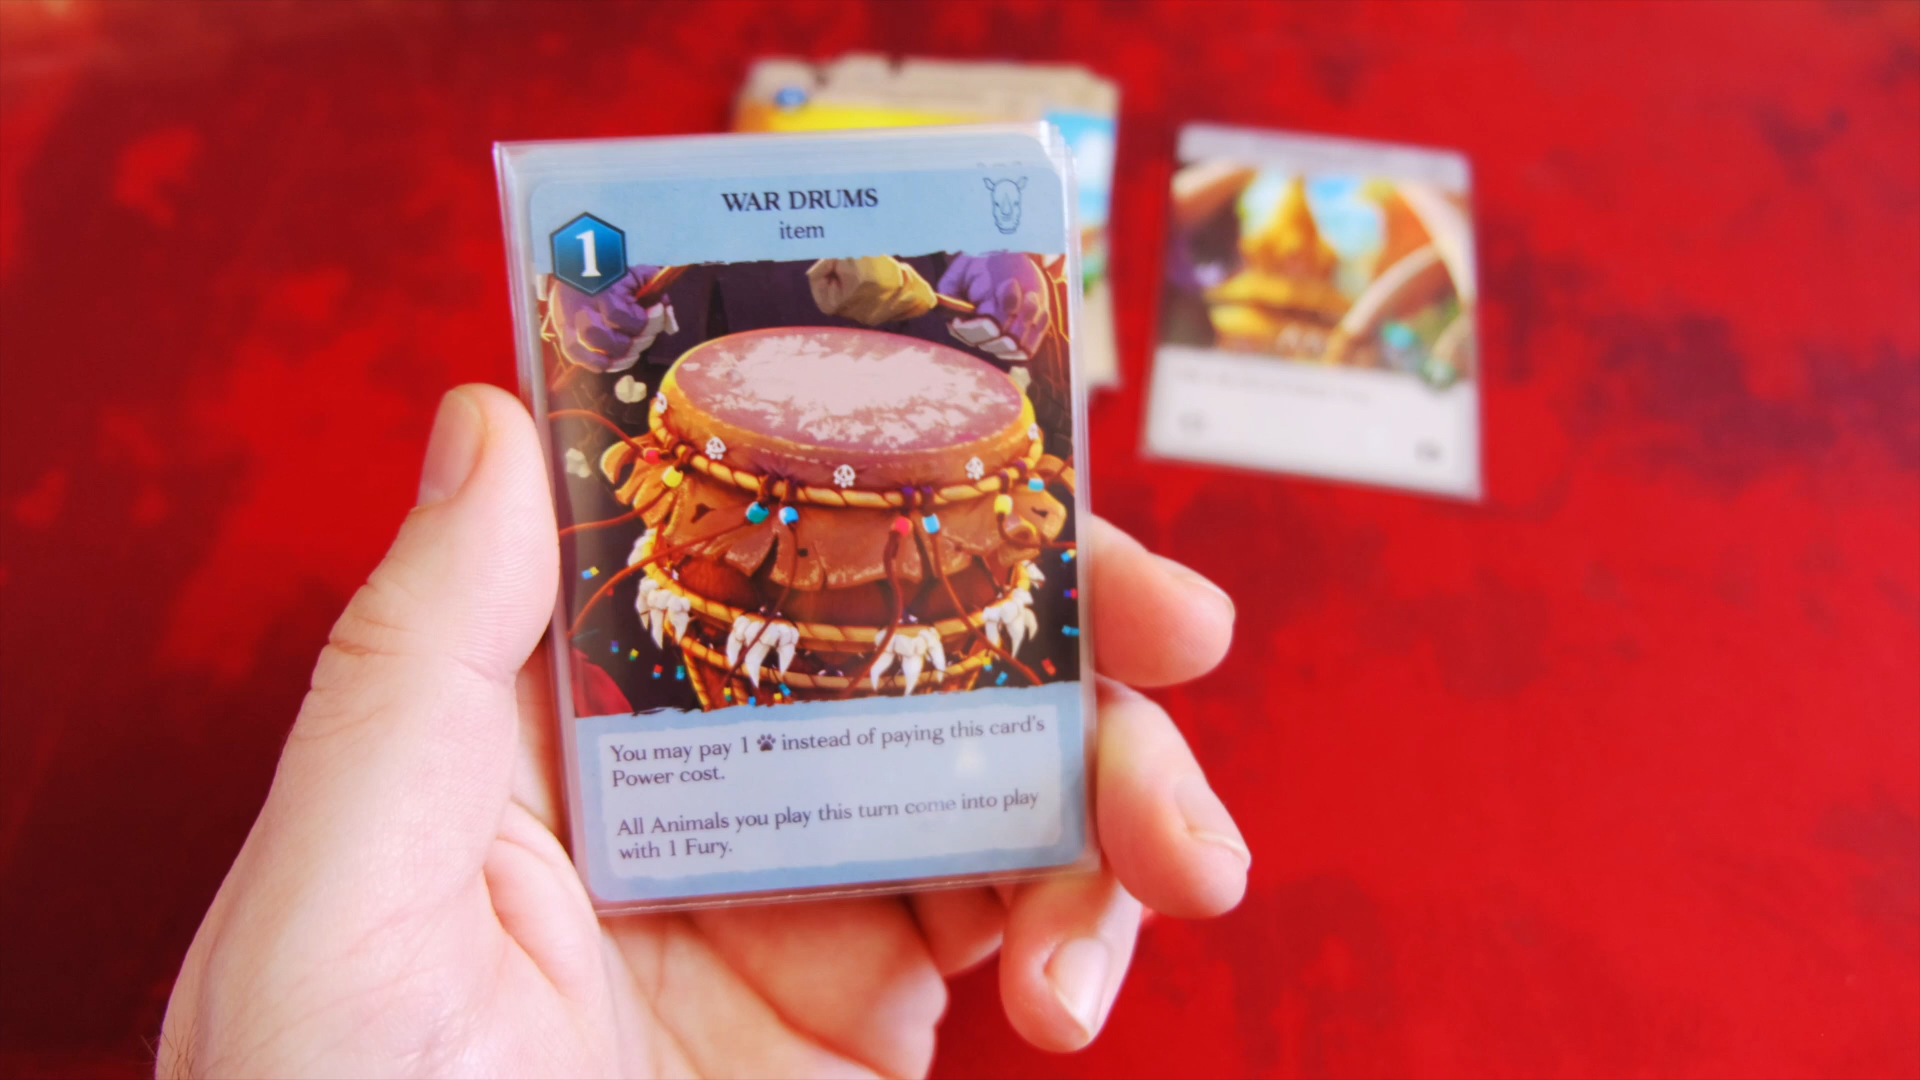 WAR DRUMS
item
1
You may pay 1 instead of paying this card's
Power cost.
All Animals you play this turn come into play
with 1 Fury.